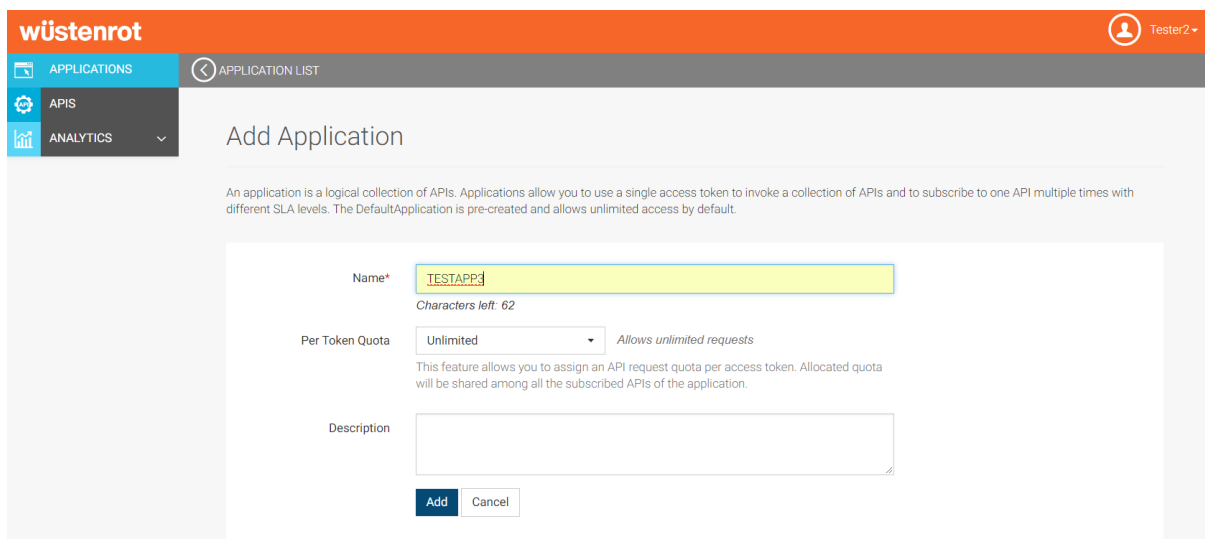 wüstenrot
Tester2
APPLICATIONS
APPLICATION LIST
API
APIS
ANALYTICS
Add Application
An application is a logical collection of APIs. Applications allow you to use a single access token to invoke a collection of APIs and to subscribe to one API multiple times with
different SLA levels. The DefaultApplication is pre-created and allows unlimited access by default.
Name* TESTAPP3
Characters left: 62
Per Token Quota Unlimited Allows unlimited requests
This feature allows you to assign an API request quota per access token. Allocated quota
will be shared among all the subscribed APIs of the application.
Description
Add Cancel